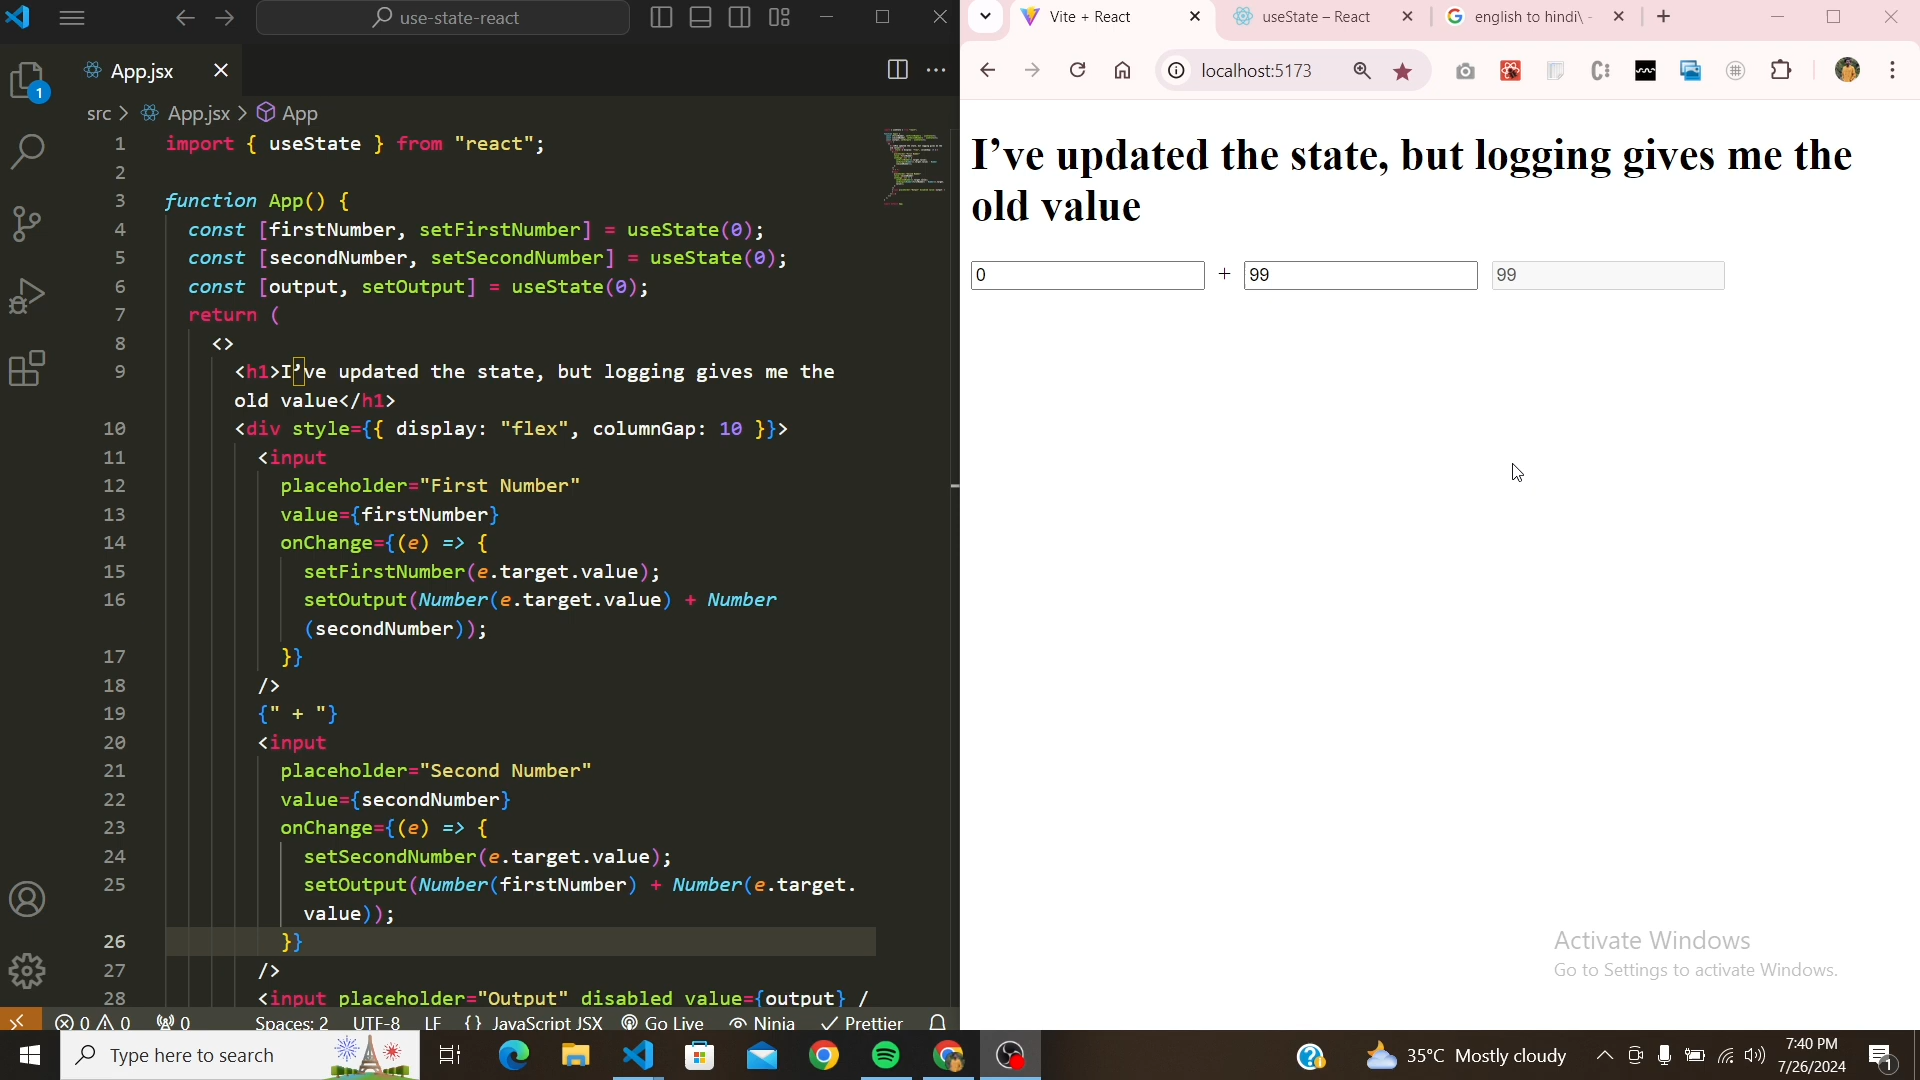 use-state-react
App.jsx
1
src > App.jsx > App
1 import { useState } from "react";
2
3 function App() {
4 const [firstNumber, setFirstNumber] = useState(0);
5 const [secondNumber, setSecondNumber] = useState(0);
6 const [output, setOutput] = useState(0);
7 return (
8 <>
9 <h1>I’ve updated the state, but logging gives me the
old value</h1>
10 <div style={{ display: "flex", columnGap: 10 }}>
11 <input
12 placeholder="First Number"
13 value={firstNumber}
14 onChange={(e) => {
15 setFirstNumber(e.target.value);
16 setOutput(Number(e.target.value) + Number
(secondNumber));
17 }}
18 />
19 {" + "}
20 <input
21 placeholder="Second Number"
22 value={secondNumber}
23 onChange={(e) => {
24 setSecondNumber(e.target.value);
25 setOutput(Number(firstNumber) + Number(e.target.
value));
26 }}
27 />
28 <input placeholder="Output" disabled value={output} /
0 0 0 Spaces: 2 UTF-8 LF {} JavaScript JSX Go Live Ninja Prettier
Vite + React
useState – React
english to hindi\ -
localhost:5173
I’ve updated the state, but logging gives me the
old value
0 + 99 99
Activate Windows
Go to Settings to activate Windows.
Type here to search
35°C Mostly cloudy
7:40 PM
7/26/2024
1